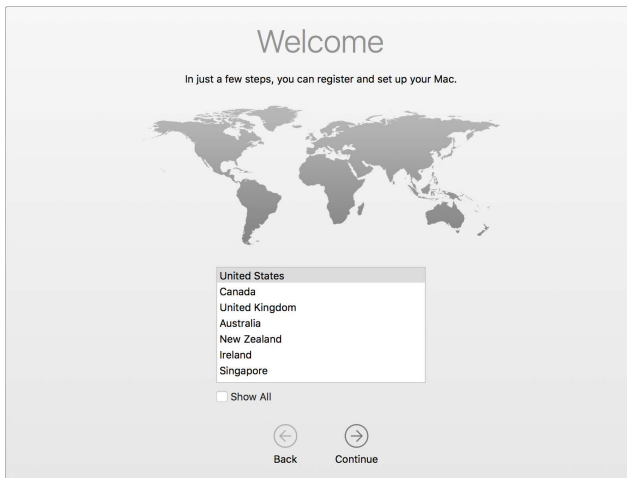 Welcome
In just a few steps, you can register and set up your Mac.
United States
Canada
United Kingdom
Australia
New Zealand
Ireland
Singapore
Show All
Back
Continue